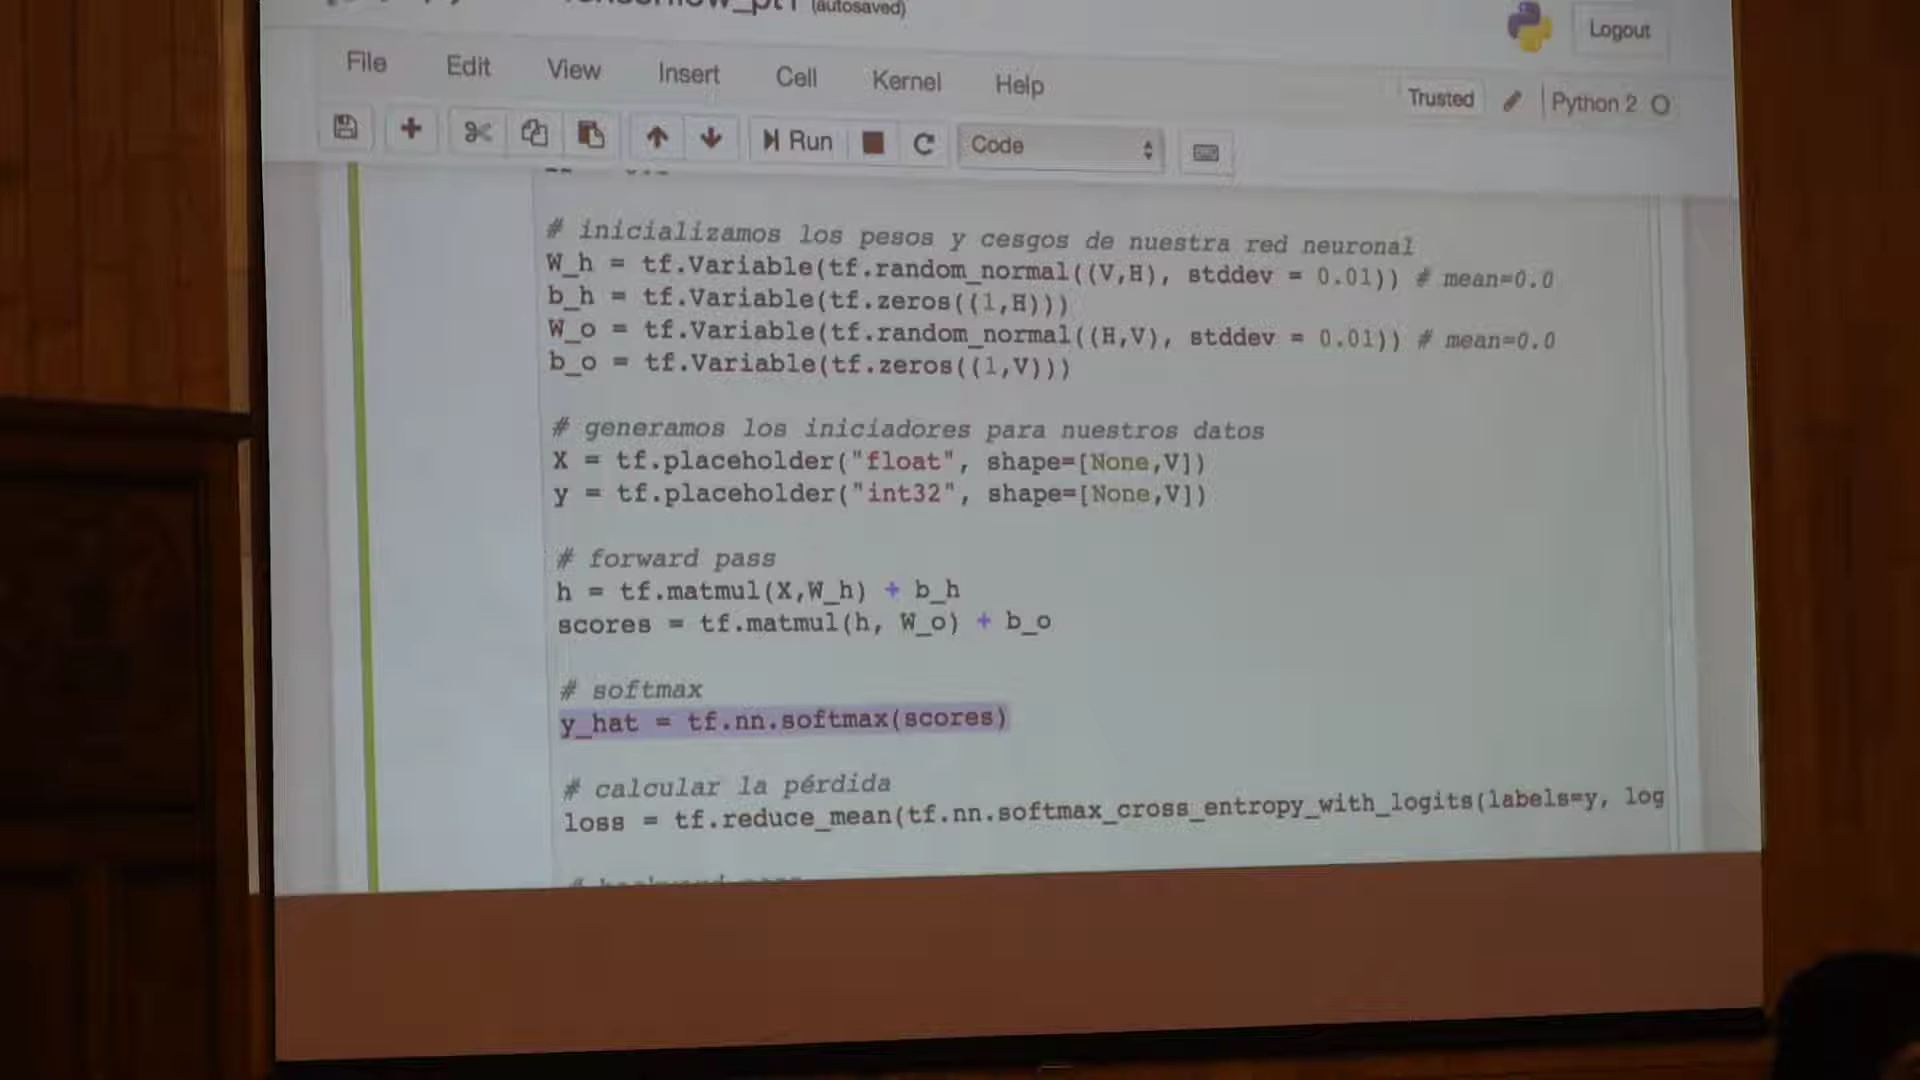 (autosaved)
Logout
File Edit View Insert Cell Kernel Help
Trusted Python 2
Run Code
# inicializamos los pesos y cesgos de nuestra red neuronal
W_h = tf.Variable(tf.random_normal((V,H), stddev = 0.01)) # mean=0.0
b_h = tf.Variable(tf.zeros((1,H)))
W_o = tf.Variable(tf.random_normal((H,V), stddev = 0.01)) # mean=0.0
b_o = tf.Variable(tf.zeros((1,V)))
# generamos los iniciadores para nuestros datos
X = tf.placeholder("float", shape=[None,V])
y = tf.placeholder("int32", shape=[None,V])
# forward pass
h = tf.matmul(X,W_h) + b_h
scores = tf.matmul(h, W_o) + b_o
# softmax
y_hat = tf.nn.softmax(scores)
# calcular la pérdida
loss = tf.reduce_mean(tf.nn.softmax_cross_entropy_with_logits(labels=y, log